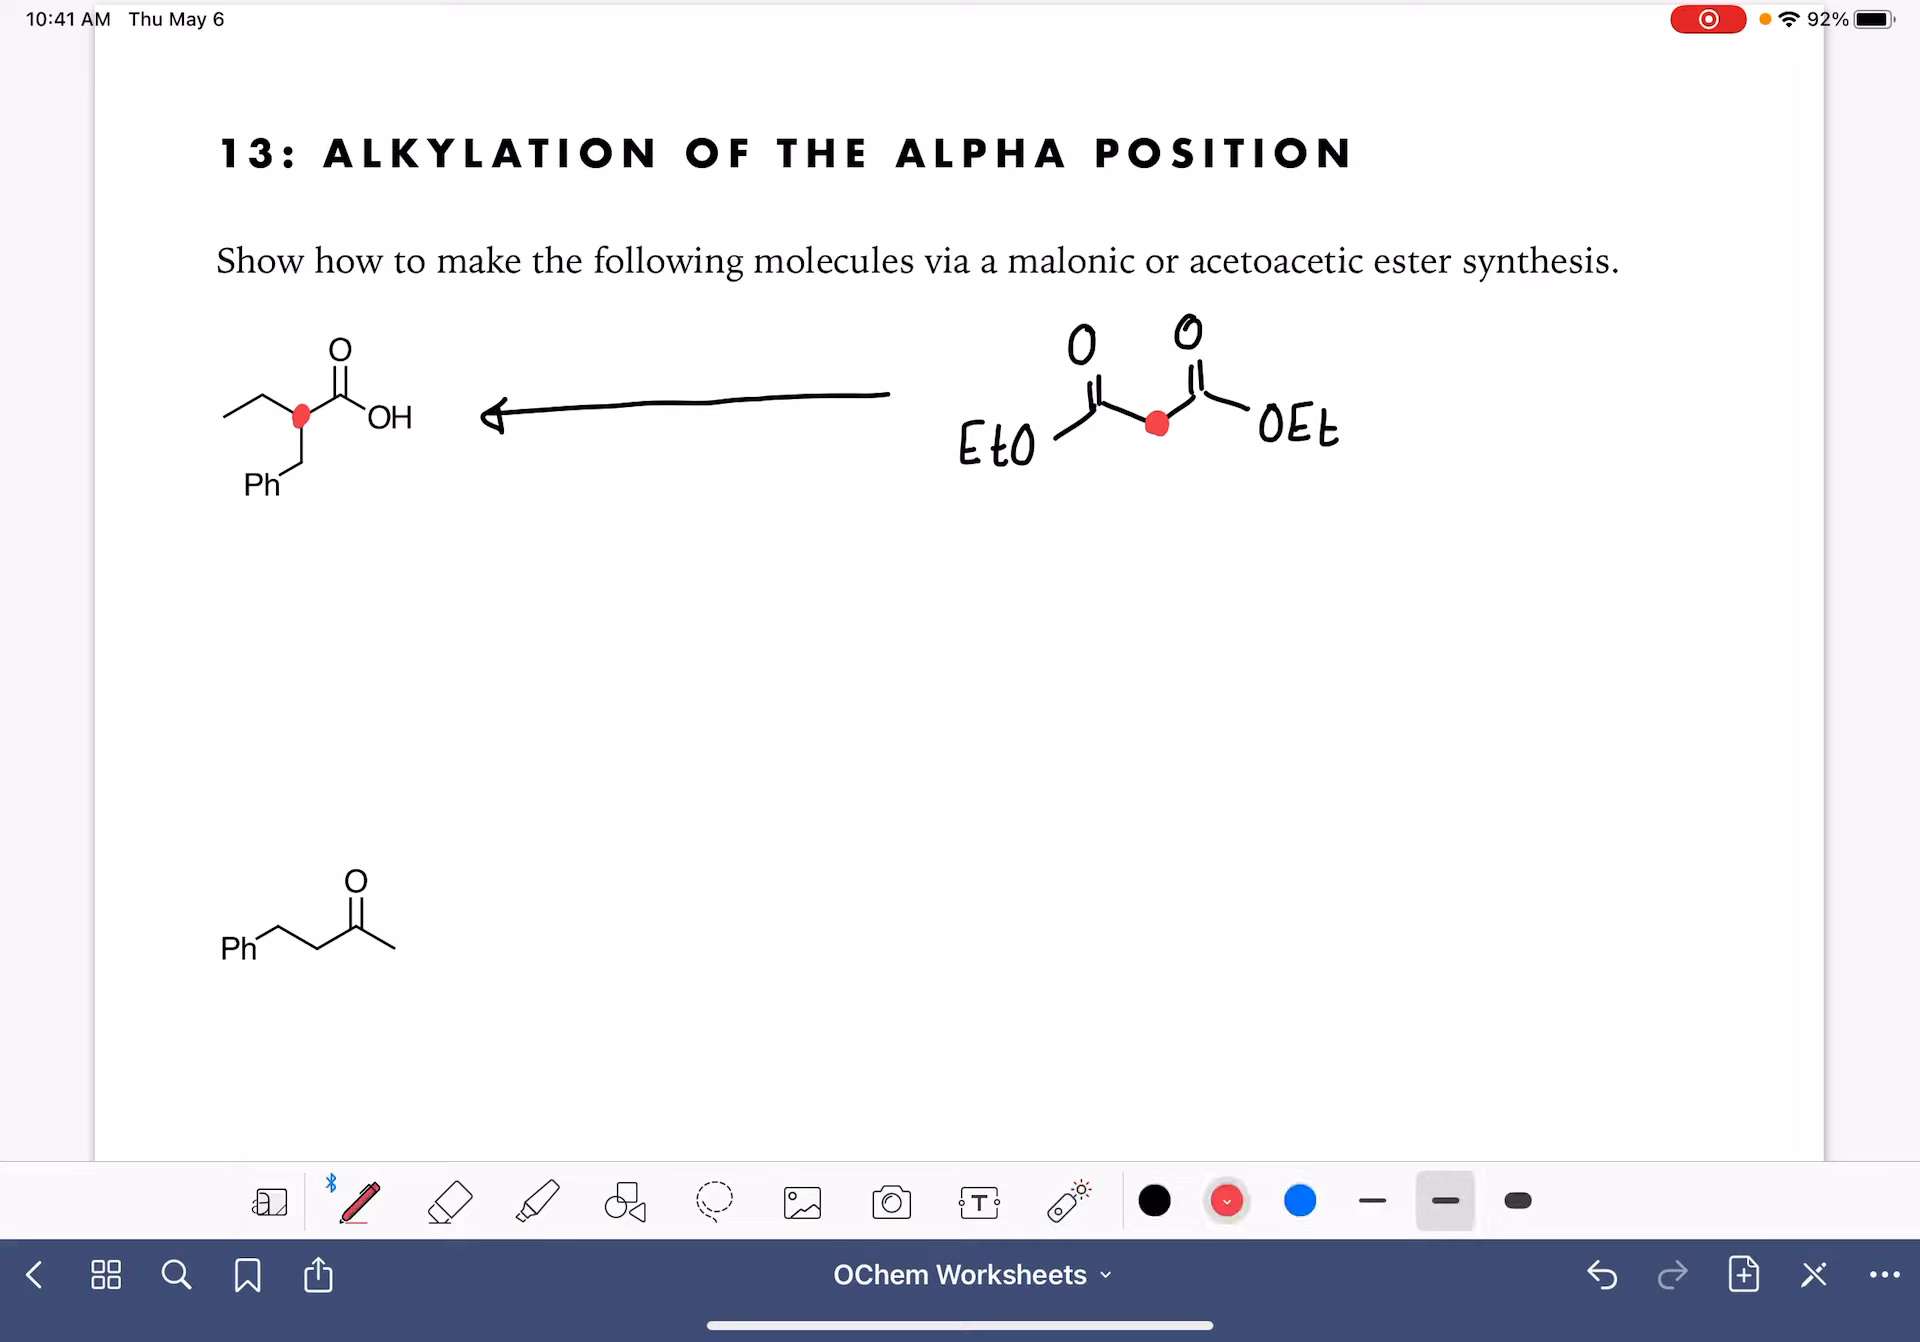 10:41 AM Thu May 6
92%
13: ALKYLATION OF THE ALPHA POSITION
Show how to make the following molecules via a malonic or acetoacetic ester synthesis.
O
OH
Ph
O O
EtO OEt
O
Ph
a
T
OChem Worksheets